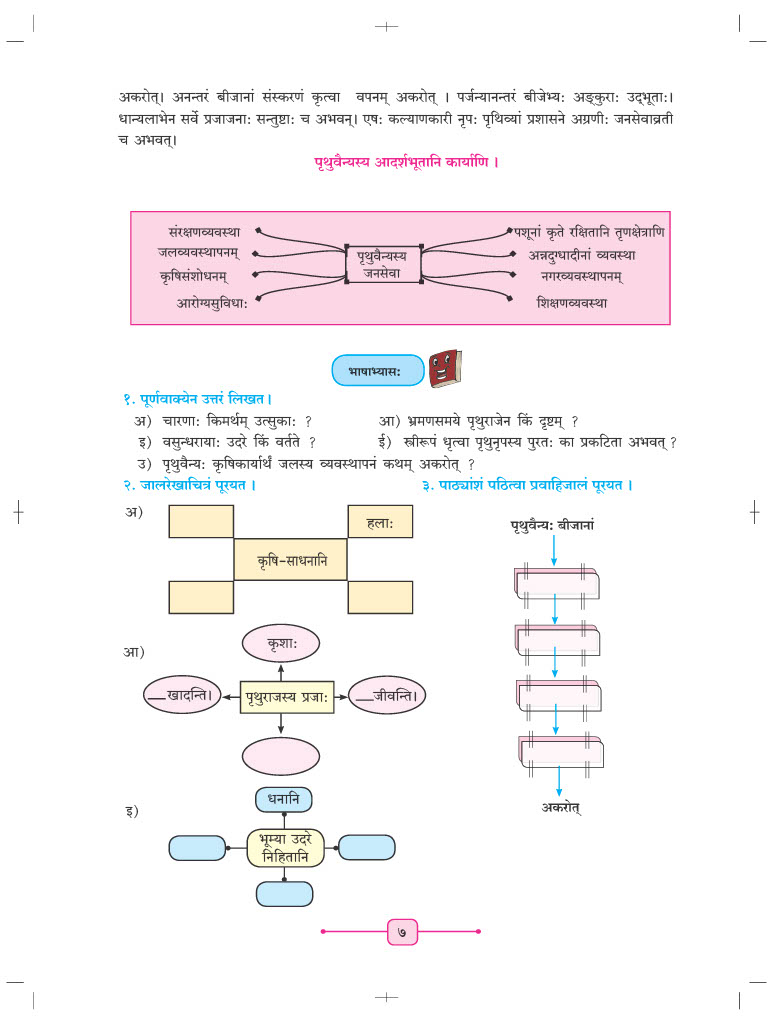 अकरोत्। अनन्तरं बीजानां संस्करणं कृत्वा वपनम् अकरोत् । पर्जन्यानन्तरं बीजेभ्यः अङ्कुराः उद्भूताः।
धान्यलाभेन सर्वे प्रजाजनाः सन्तुष्टाः च अभवन्। एषः कल्याणकारी नृपः पृथिव्यां प्रशासने अग्रणीः जनसेवाव्रती
च अभवत्।
पृथुवैन्यस्य आदर्शभूतानि कार्याणि ।
संरक्षणव्यवस्था
जलव्यवस्थापनम्
कृषिसंशोधनम्
आरोग्यसुविधाः
पृथुवैन्यस्य
जनसेवा
पशूनां कृते रक्षितानि तृणक्षेत्राणि
अन्नदुग्धादीनां व्यवस्था
नगरव्यवस्थापनम्
शिक्षणव्यवस्था
भाषाभ्यासः
१. पूर्णवाक्येन उत्तरं लिखत।
अ) चारणाः किमर्थम् उत्सुकाः ? आ) भ्रमणसमये पृथुराजेन किं दृष्टम् ?
इ) वसुन्धरायाः उदरे किं वर्तते ? ई) स्त्रीरूपं धृत्वा पृथुनृपस्य पुरतः का प्रकटिता अभवत् ?
उ) पृथुवैन्यः कृषिकार्यार्थं जलस्य व्यवस्थापनं कथम् अकरोत् ?
२. जालरेखाचित्रं पूरयत ।
अ)
हलाः
कृषि-साधनानि
आ)
कृशाः
__खादन्ति।
पृथुराजस्य प्रजाः
__जीवन्ति।
इ)
धनानि
भूम्या उदरे
निहितानि
३. पाठ्यांशं पठित्वा प्रवाहिजालं पूरयत ।
पृथुवैन्यः बीजानां
अकरोत्
७